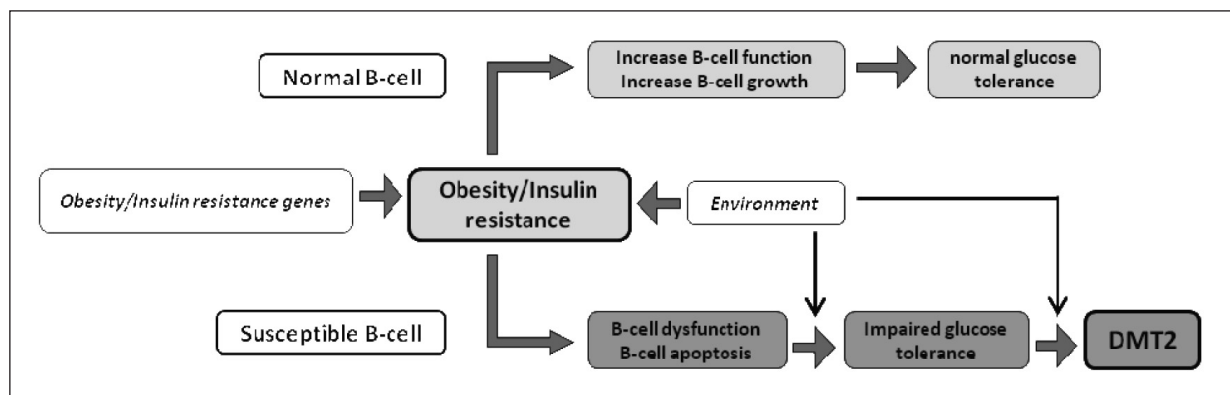 Normal B-cell
Increase B-cell function
Increase B-cell growth
normal glucose
tolerance
Obesity/Insulin resistance genes
Obesity/Insulin
resistance
Environment
Susceptible B-cell
B-cell dysfunction
B-cell apoptosis
Impaired glucose
tolerance
DMT2